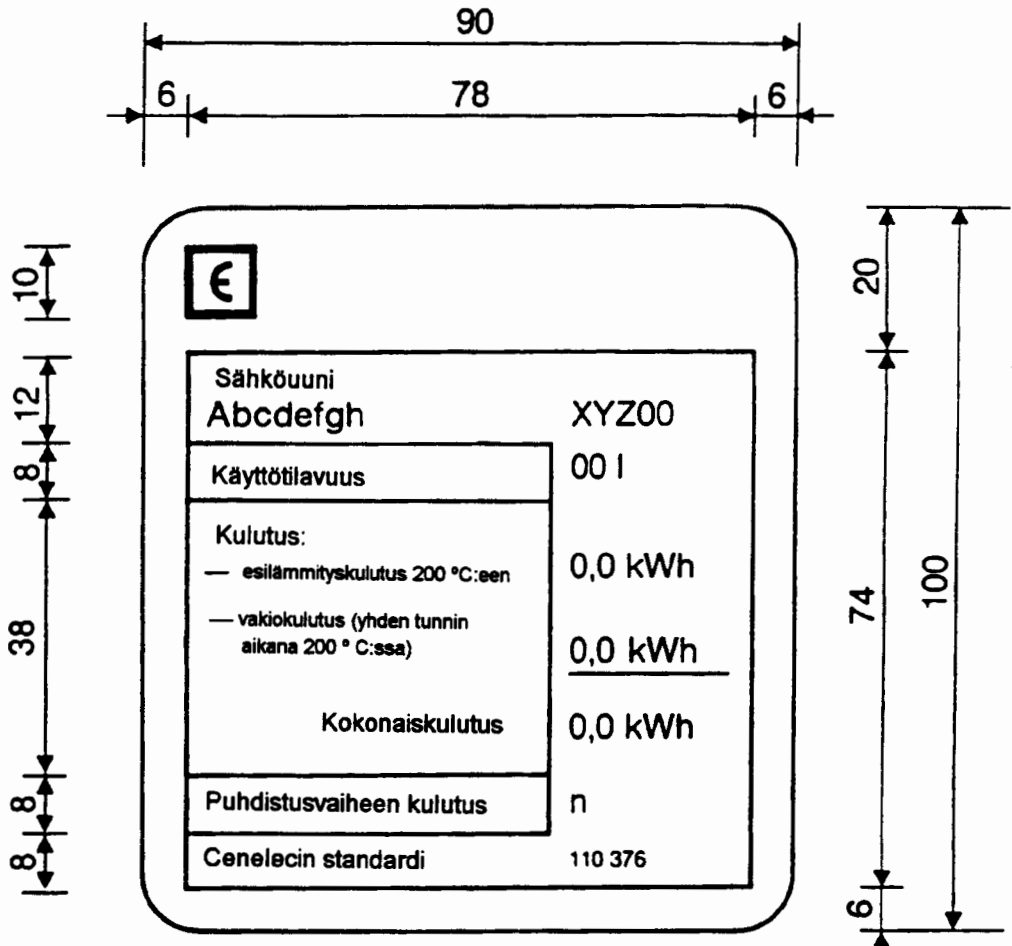 90
6 78 6
10
20
Є
Sähköuuni
Abcdefgh XYZ00
12
Käyttötilavuus 00 l
8
Kulutus:
— esilämmityskulutus 200 °C:een 0,0 kWh
— vakiokulutus (yhden tunnin
aikana 200 ° C:ssa) 0,0 kWh
38
74
100
Kokonaiskulutus 0,0 kWh
Puhdistusvaiheen kulutus n
8
Cenelecin standardi 110 376
8
6